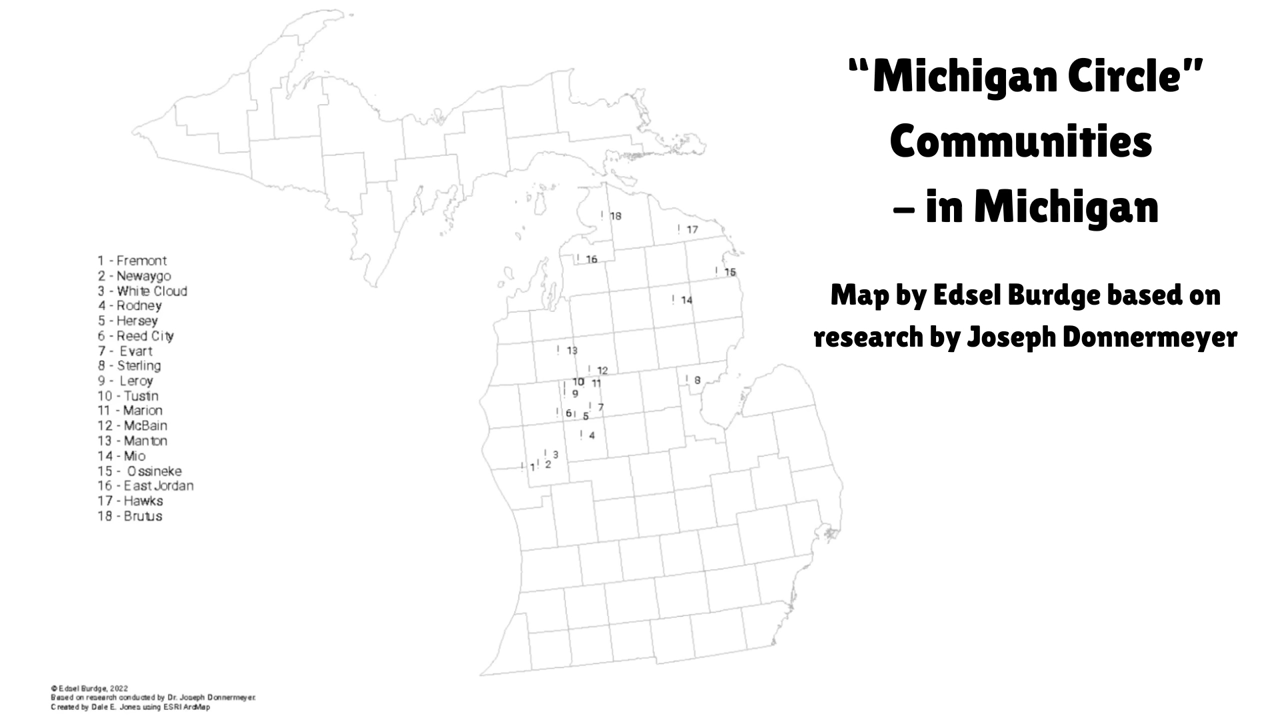 “Michigan Circle”
Communities
– in Michigan
Map by Edsel Burdge based on
research by Joseph Donnermeyer
1 - Fremont
2 - Newaygo
3 - White Cloud
4 - Rodney
5 - Hersey
6 - Reed City
7 - Evart
8 - Sterling
9 - Leroy
10 - Tustin
11 - Marion
12 - McBain
13 - Manton
14 - Mio
15 - Ossineke
16 - East Jordan
17 - Hawks
18 - Brutus
18
17
16
15
14
13
12
10 11
8
9
7
6 5
4
3
1 2
© Edsel Burdge, 2022
Based on research conducted by Dr. Joseph Donnermeyer.
Created by Dale E. Jones using ESRI ArcMap